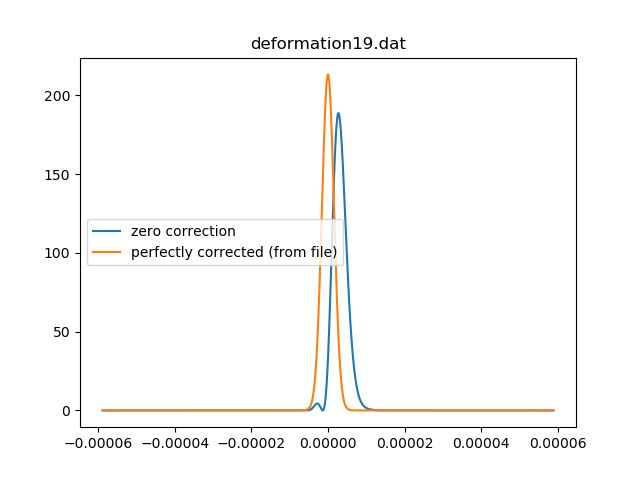 deformation19.dat
200
150
100
50
0
zero correction
perfectly corrected (from file)
−0.00006 −0.00004 −0.00002 0.00000 0.00002 0.00004 0.00006